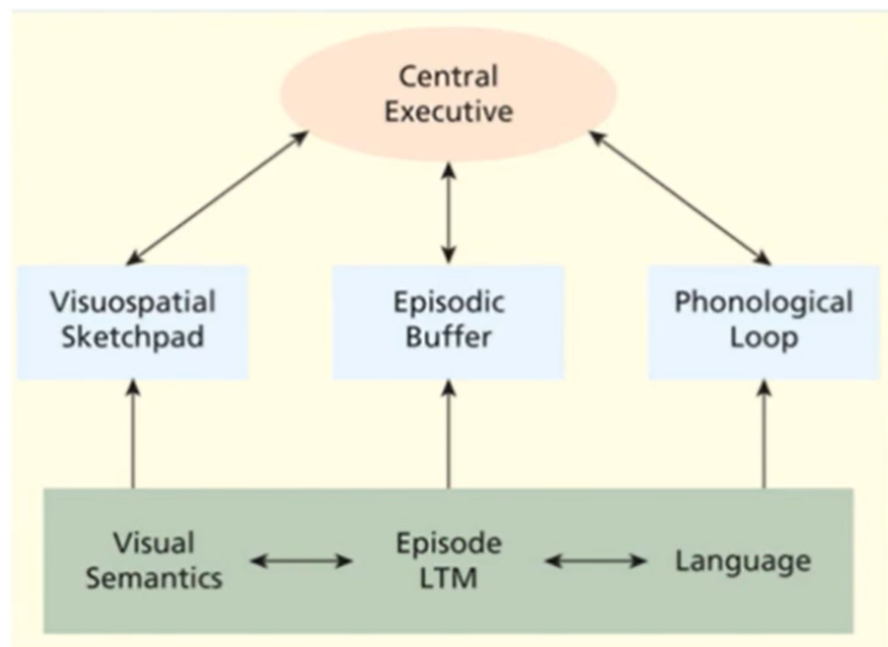 Central
Executive
Visuospatial
Sketchpad
Episodic
Buffer
Phonological
Loop
Visual
Semantics
Episode
LTM
Language